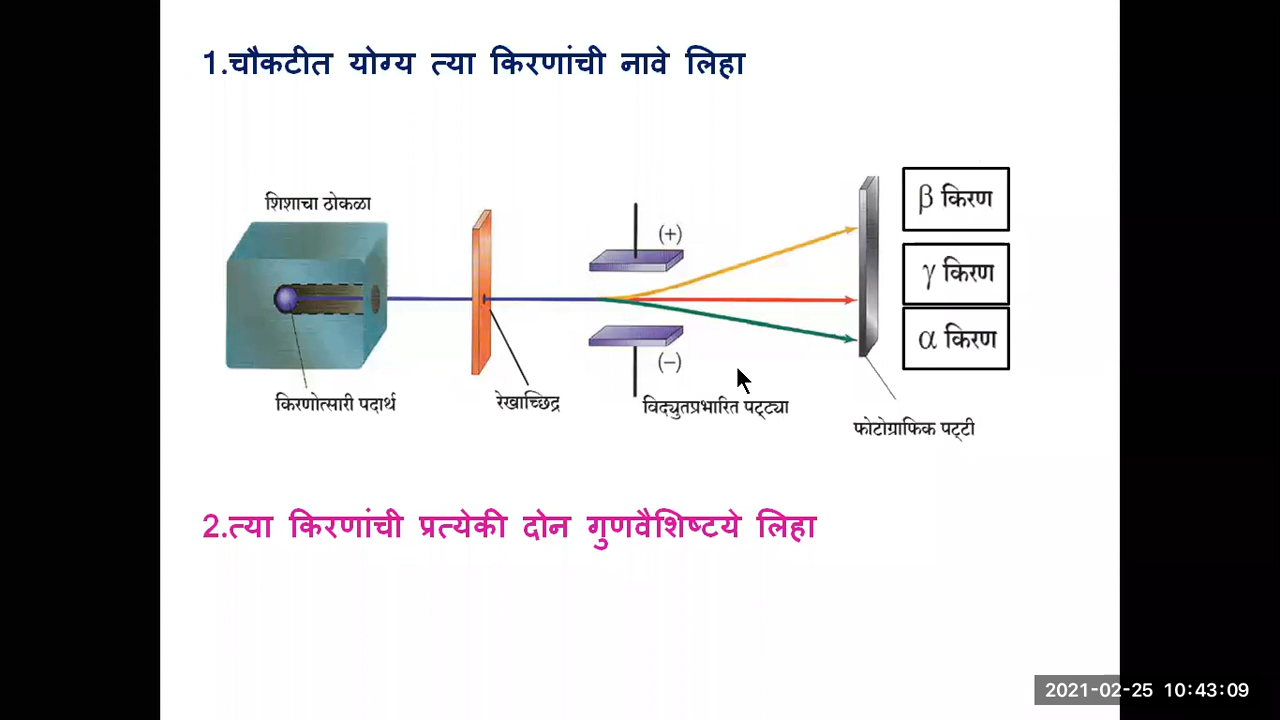 1.चौकटीत योग्य त्या किरणांची नावे लिहा
शिशाचा ठोकळा
(+)
β किरण
γ किरण
α किरण
(−)
किरणोत्सारी पदार्थ
रेखाच्छिद्र
विद्युतप्रभारित पट्ट्या
फोटोग्राफिक पट्टी
2.त्या किरणांची प्रत्येकी दोन गुणवैशिष्टये लिहा
2021-02-25 10:43:09